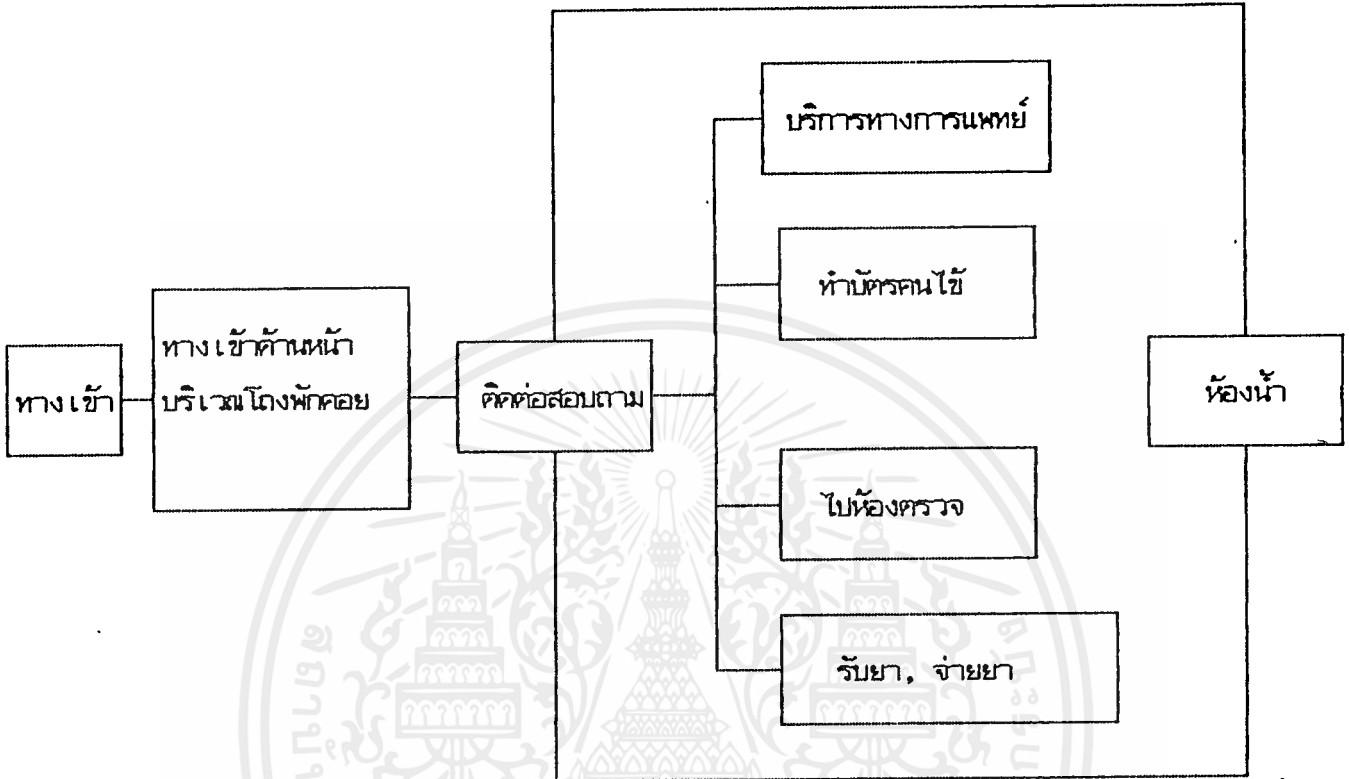 บริการทางการแพทย์
ทำบัตรคนไข้
ทางเข้า
ทางเข้าด้านหน้า
บริเวณโถงพักคอย
ติดต่อสอบถาม
ห้องน้ำ
ไปห้องตรวจ
รับยา, จ่ายยา